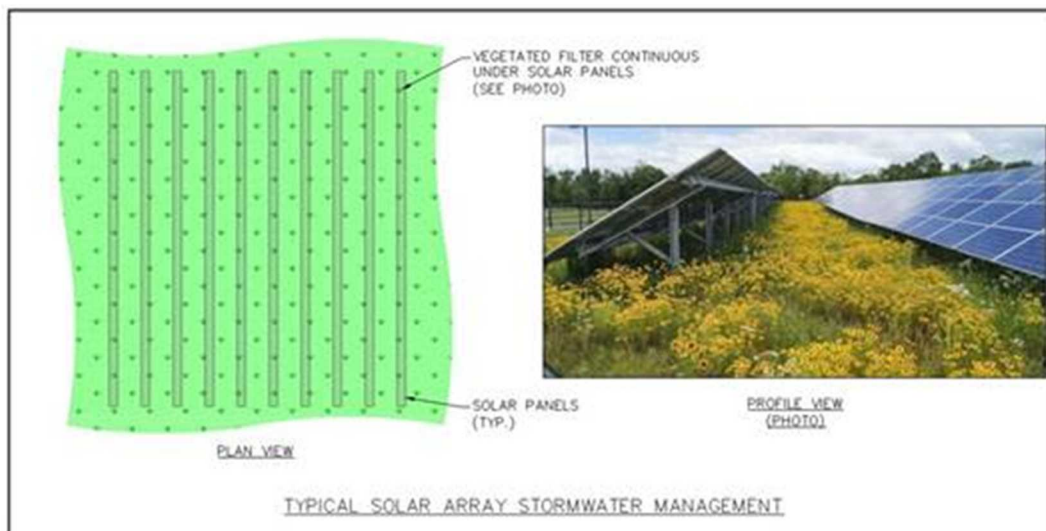 VEGETATED FILTER CONTINUOUS
UNDER SOLAR PANELS
(SEE PHOTO)
SOLAR PANELS
(TYP.)
PLAN VIEW
PROFILE VIEW
(PHOTO)
TYPICAL SOLAR ARRAY STORMWATER MANAGEMENT